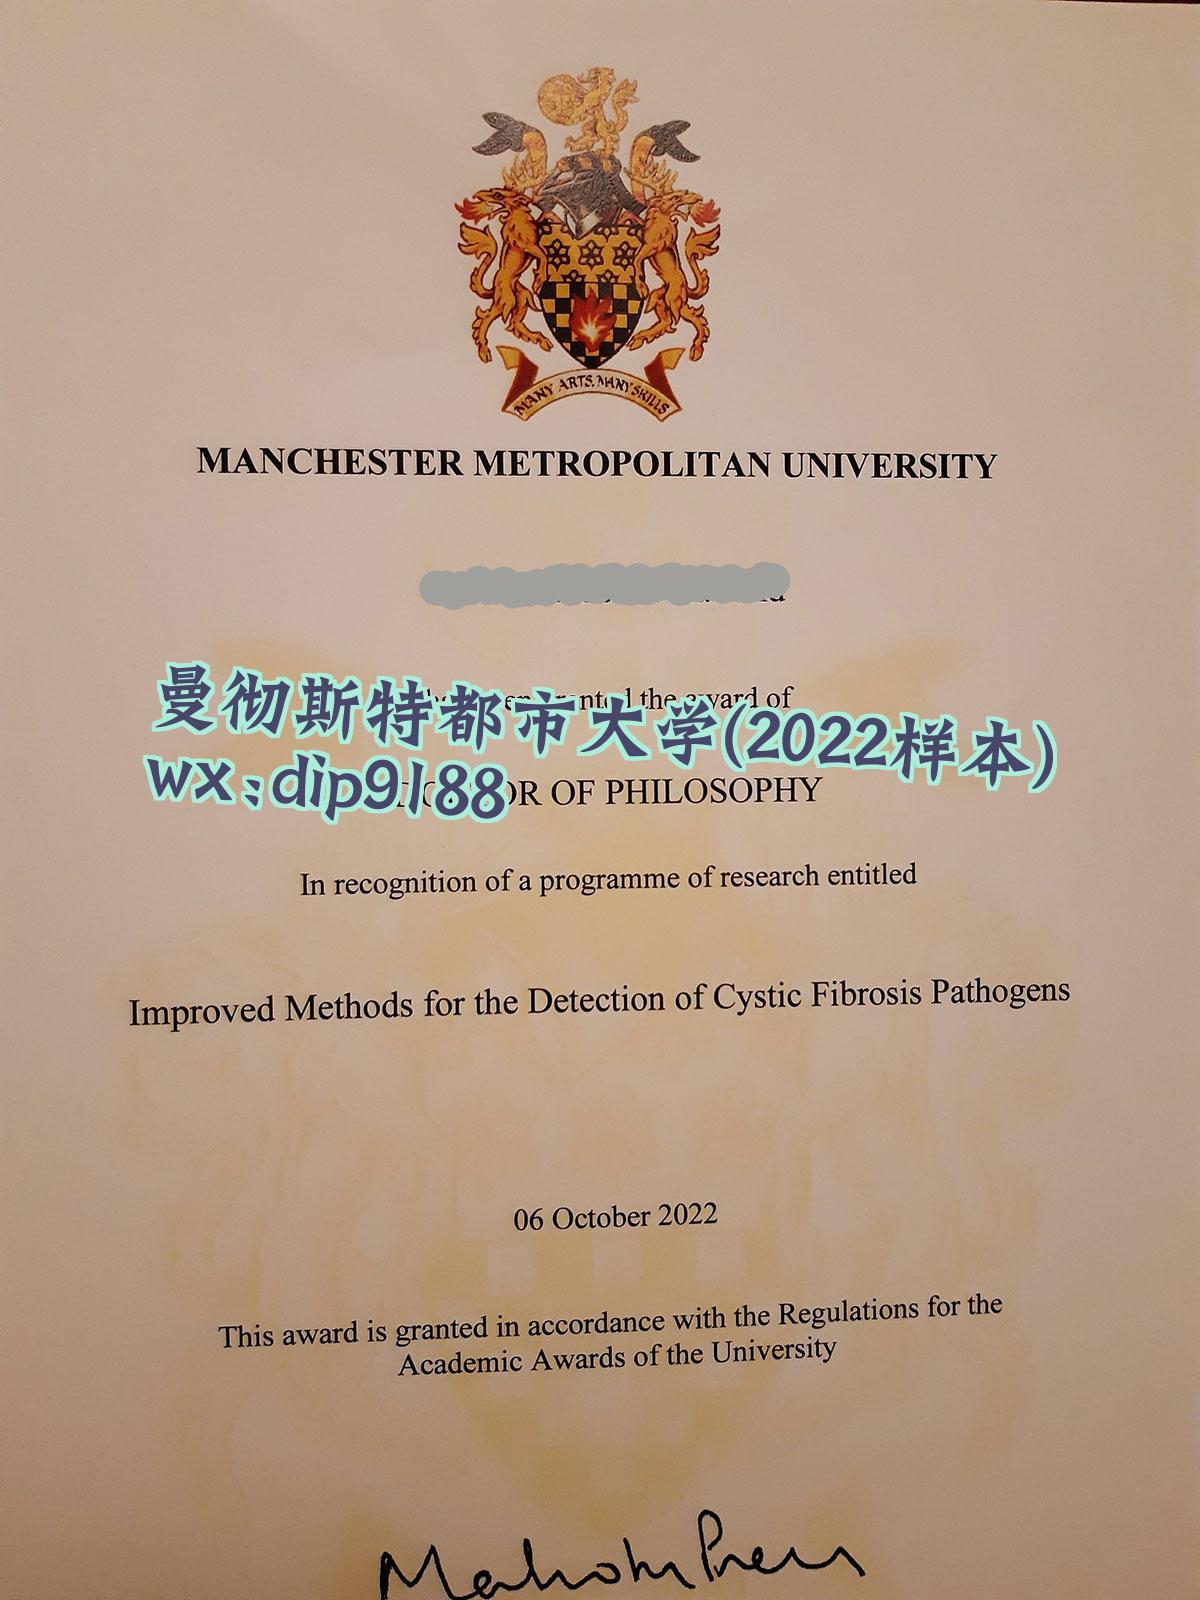 MANY ARTS, MANY SKILLS
MANCHESTER METROPOLITAN UNIVERSITY
the award of
曼彻斯特都市大学(2022样本)
wx:dip9188
OF PHILOSOPHY
In recognition of a programme of research entitled
Improved Methods for the Detection of Cystic Fibrosis Pathogens
06 October 2022
This award is granted in accordance with the Regulations for the
Academic Awards of the University